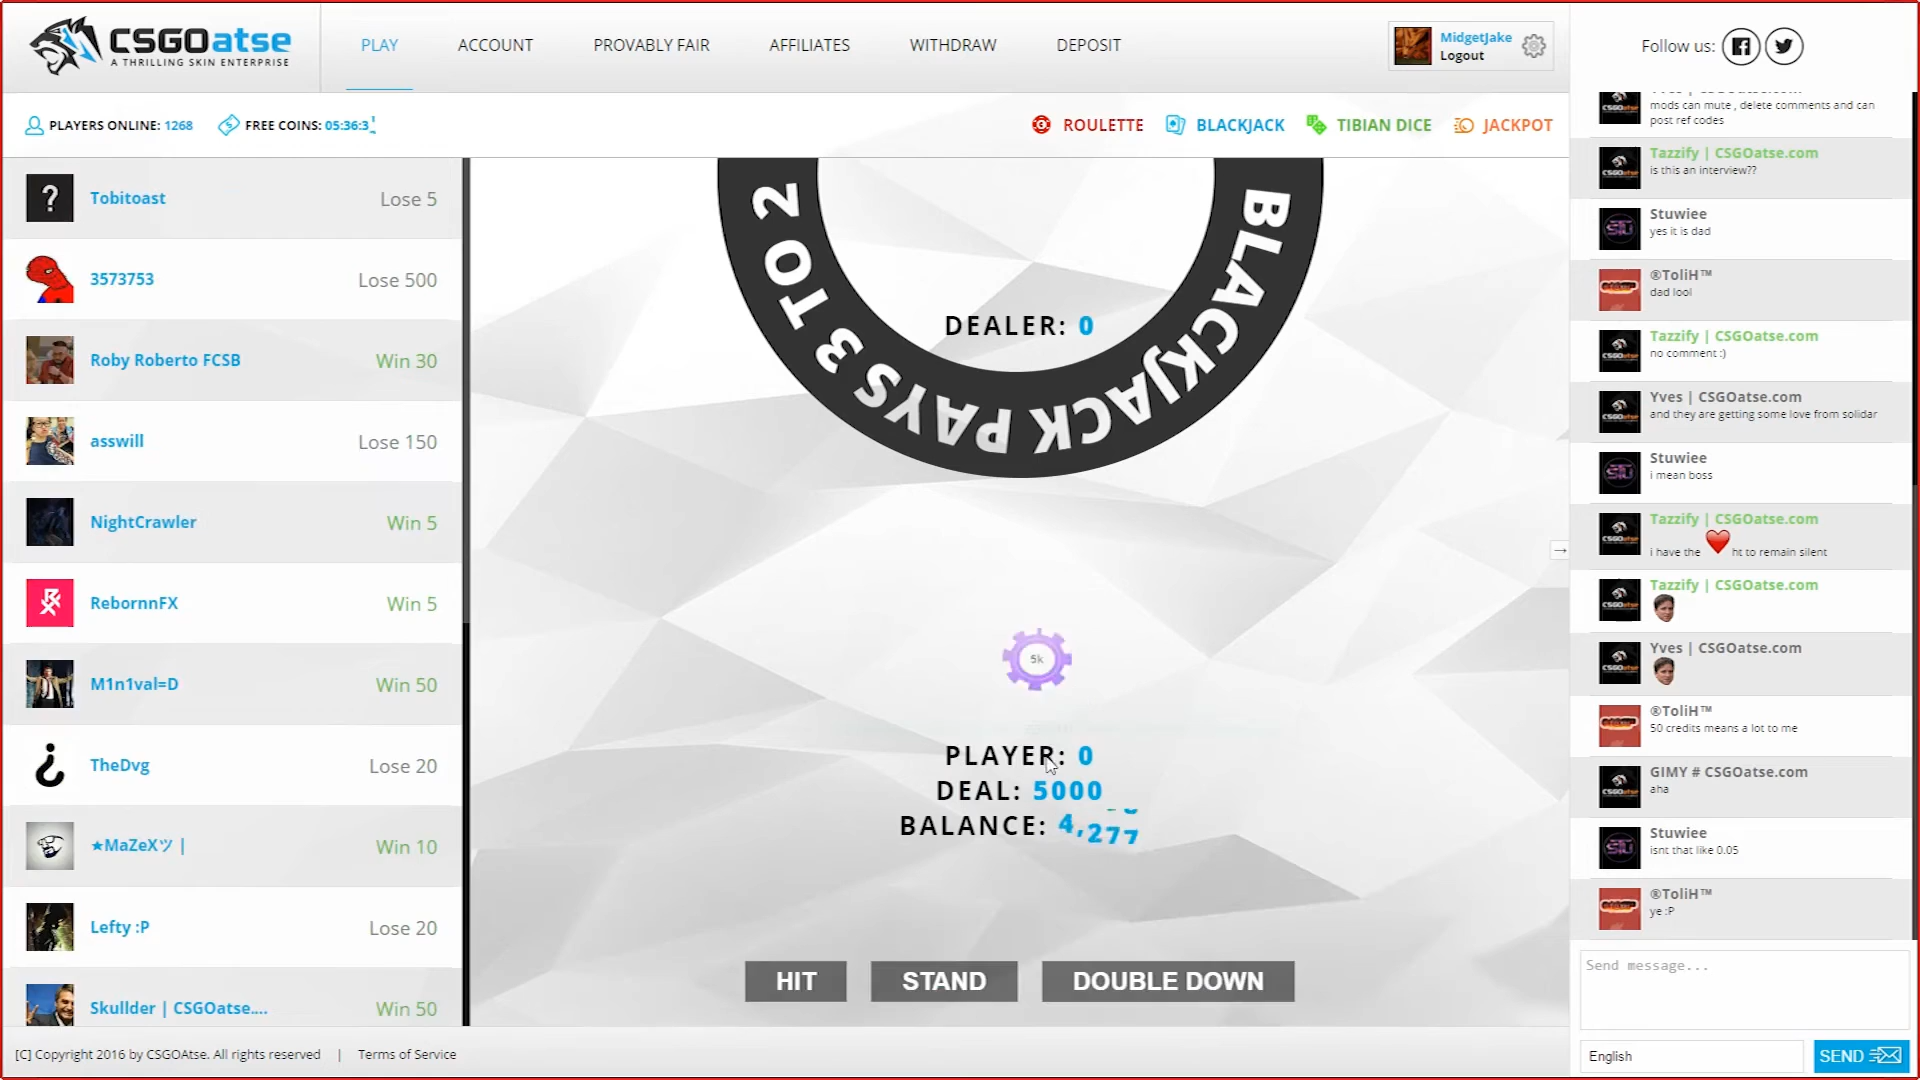 CSGOatse
A THRILLING SKIN ENTERPRISE
PLAY
ACCOUNT
PROVABLY FAIR
AFFILIATES
WITHDRAW
DEPOSIT
MidgetJake
Logout
Follow us:
PLAYERS ONLINE: 1268
FREE COINS: 05:36:31
ROULETTE
BLACKJACK
TIBIAN DICE
JACKPOT
Tobitoast
Lose 5
3573753
Lose 500
Roby Roberto FCSB
Win 30
asswill
Lose 150
NightCrawler
Win 5
RebornnFX
Win 5
M1n1val=D
Win 50
TheDvg
Lose 20
★MaZeXツ |
Win 10
Lefty :P
Lose 20
Skullder | CSGOatse....
Win 50
BLACKJACK PAYS 3 TO 2
DEALER: 0
5k
PLAYER: 0
DEAL: 5000
BALANCE: 4,277
HIT
STAND
DOUBLE DOWN
Yves | CSGOatse.com
mods can mute , delete comments and can
post ref codes
Tazzify | CSGOatse.com
is this an interview??
Stuwiee
yes it is dad
®ToliH™
dad lool
Tazzify | CSGOatse.com
no comment :)
Yves | CSGOatse.com
and they are getting some love from solidar
Stuwiee
i mean boss
Tazzify | CSGOatse.com
i have the ❤ ht to remain silent
Tazzify | CSGOatse.com
Yves | CSGOatse.com
®ToliH™
50 credits means a lot to me
GIMY # CSGOatse.com
aha
Stuwiee
isnt that like 0.05
®ToliH™
ye :P
Send message...
English
SEND
[C] Copyright 2016 by CSGOAtse. All rights reserved | Terms of Service